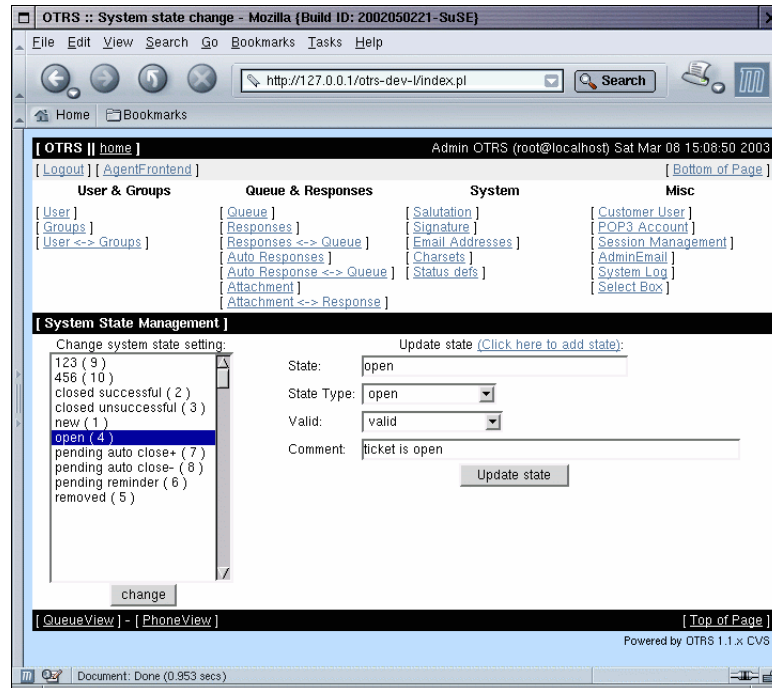 OTRS :: System state change - Mozilla {Build ID: 2002050221-SuSE}
File Edit View Search Go Bookmarks Tasks Help
http://127.0.0.1/otrs-dev-l/index.pl Search
Home Bookmarks
[ OTRS || home ] Admin OTRS (root@localhost) Sat Mar 08 15:08:50 2003
[ Logout ] [ AgentFrontend ] [ Bottom of Page ]
User & Groups Queue & Responses System Misc
[ User ] [ Queue ] [ Salutation ] [ Customer User ]
[ Groups ] [ Responses ] [ Signature ] [ POP3 Account ]
[ User <-> Groups ] [ Responses <-> Queue ] [ Email Addresses ] [ Session Management ]
[ Auto Responses ] [ Charsets ] [ AdminEmail ]
[ Auto Response <-> Queue ] [ Status defs ] [ System Log ]
[ Attachment ] [ Select Box ]
[ Attachment <-> Response ]
[ System State Management ]
Change system state setting:
123 ( 9 )
456 ( 10 )
closed successful ( 2 )
closed unsuccessful ( 3 )
new ( 1 )
open ( 4 )
pending auto close+ ( 7 )
pending auto close- ( 8 )
pending reminder ( 6 )
removed ( 5 )
change
Update state (Click here to add state):
State: open
State Type: open
Valid: valid
Comment: ticket is open
Update state
[ QueueView ] - [ PhoneView ] [ Top of Page ]
Powered by OTRS 1.1.x CVS
Document: Done (0.953 secs)